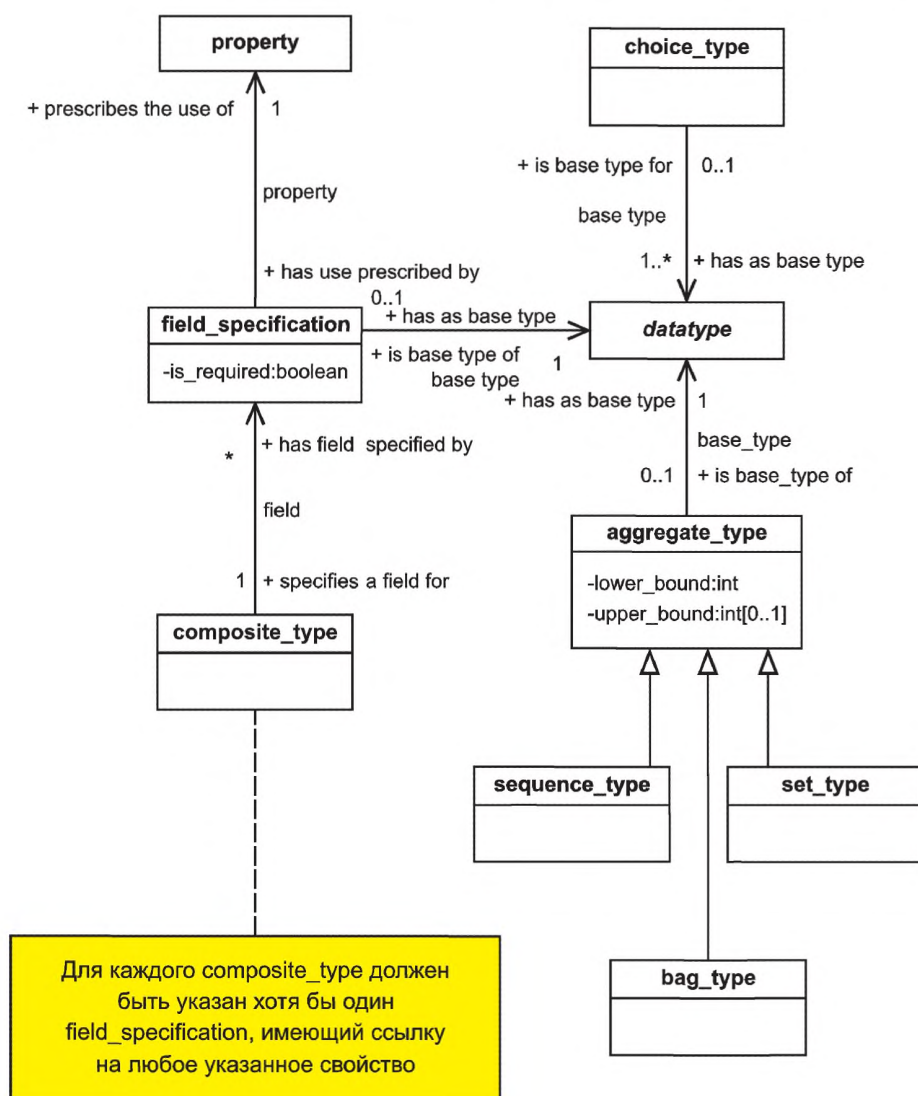 property
choice_type
+ prescribes the use of
1
+ is base type for
0..1
property
base type
1..*
+ has as base type
+ has use prescribed by
0..1
field_specification
-is_required:boolean
+ has as base type
datatype
+ is base type of
base type
1
+ has as base type
1
*
+ has field specified by
base_type
0..1
+ is base_type of
field
aggregate_type
-lower_bound:int
-upper_bound:int[0..1]
1
+ specifies a field for
composite_type
sequence_type
set_type
Для каждого composite_type должен
быть указан хотя бы один
field_specification, имеющий ссылку
на любое указанное свойство
bag_type